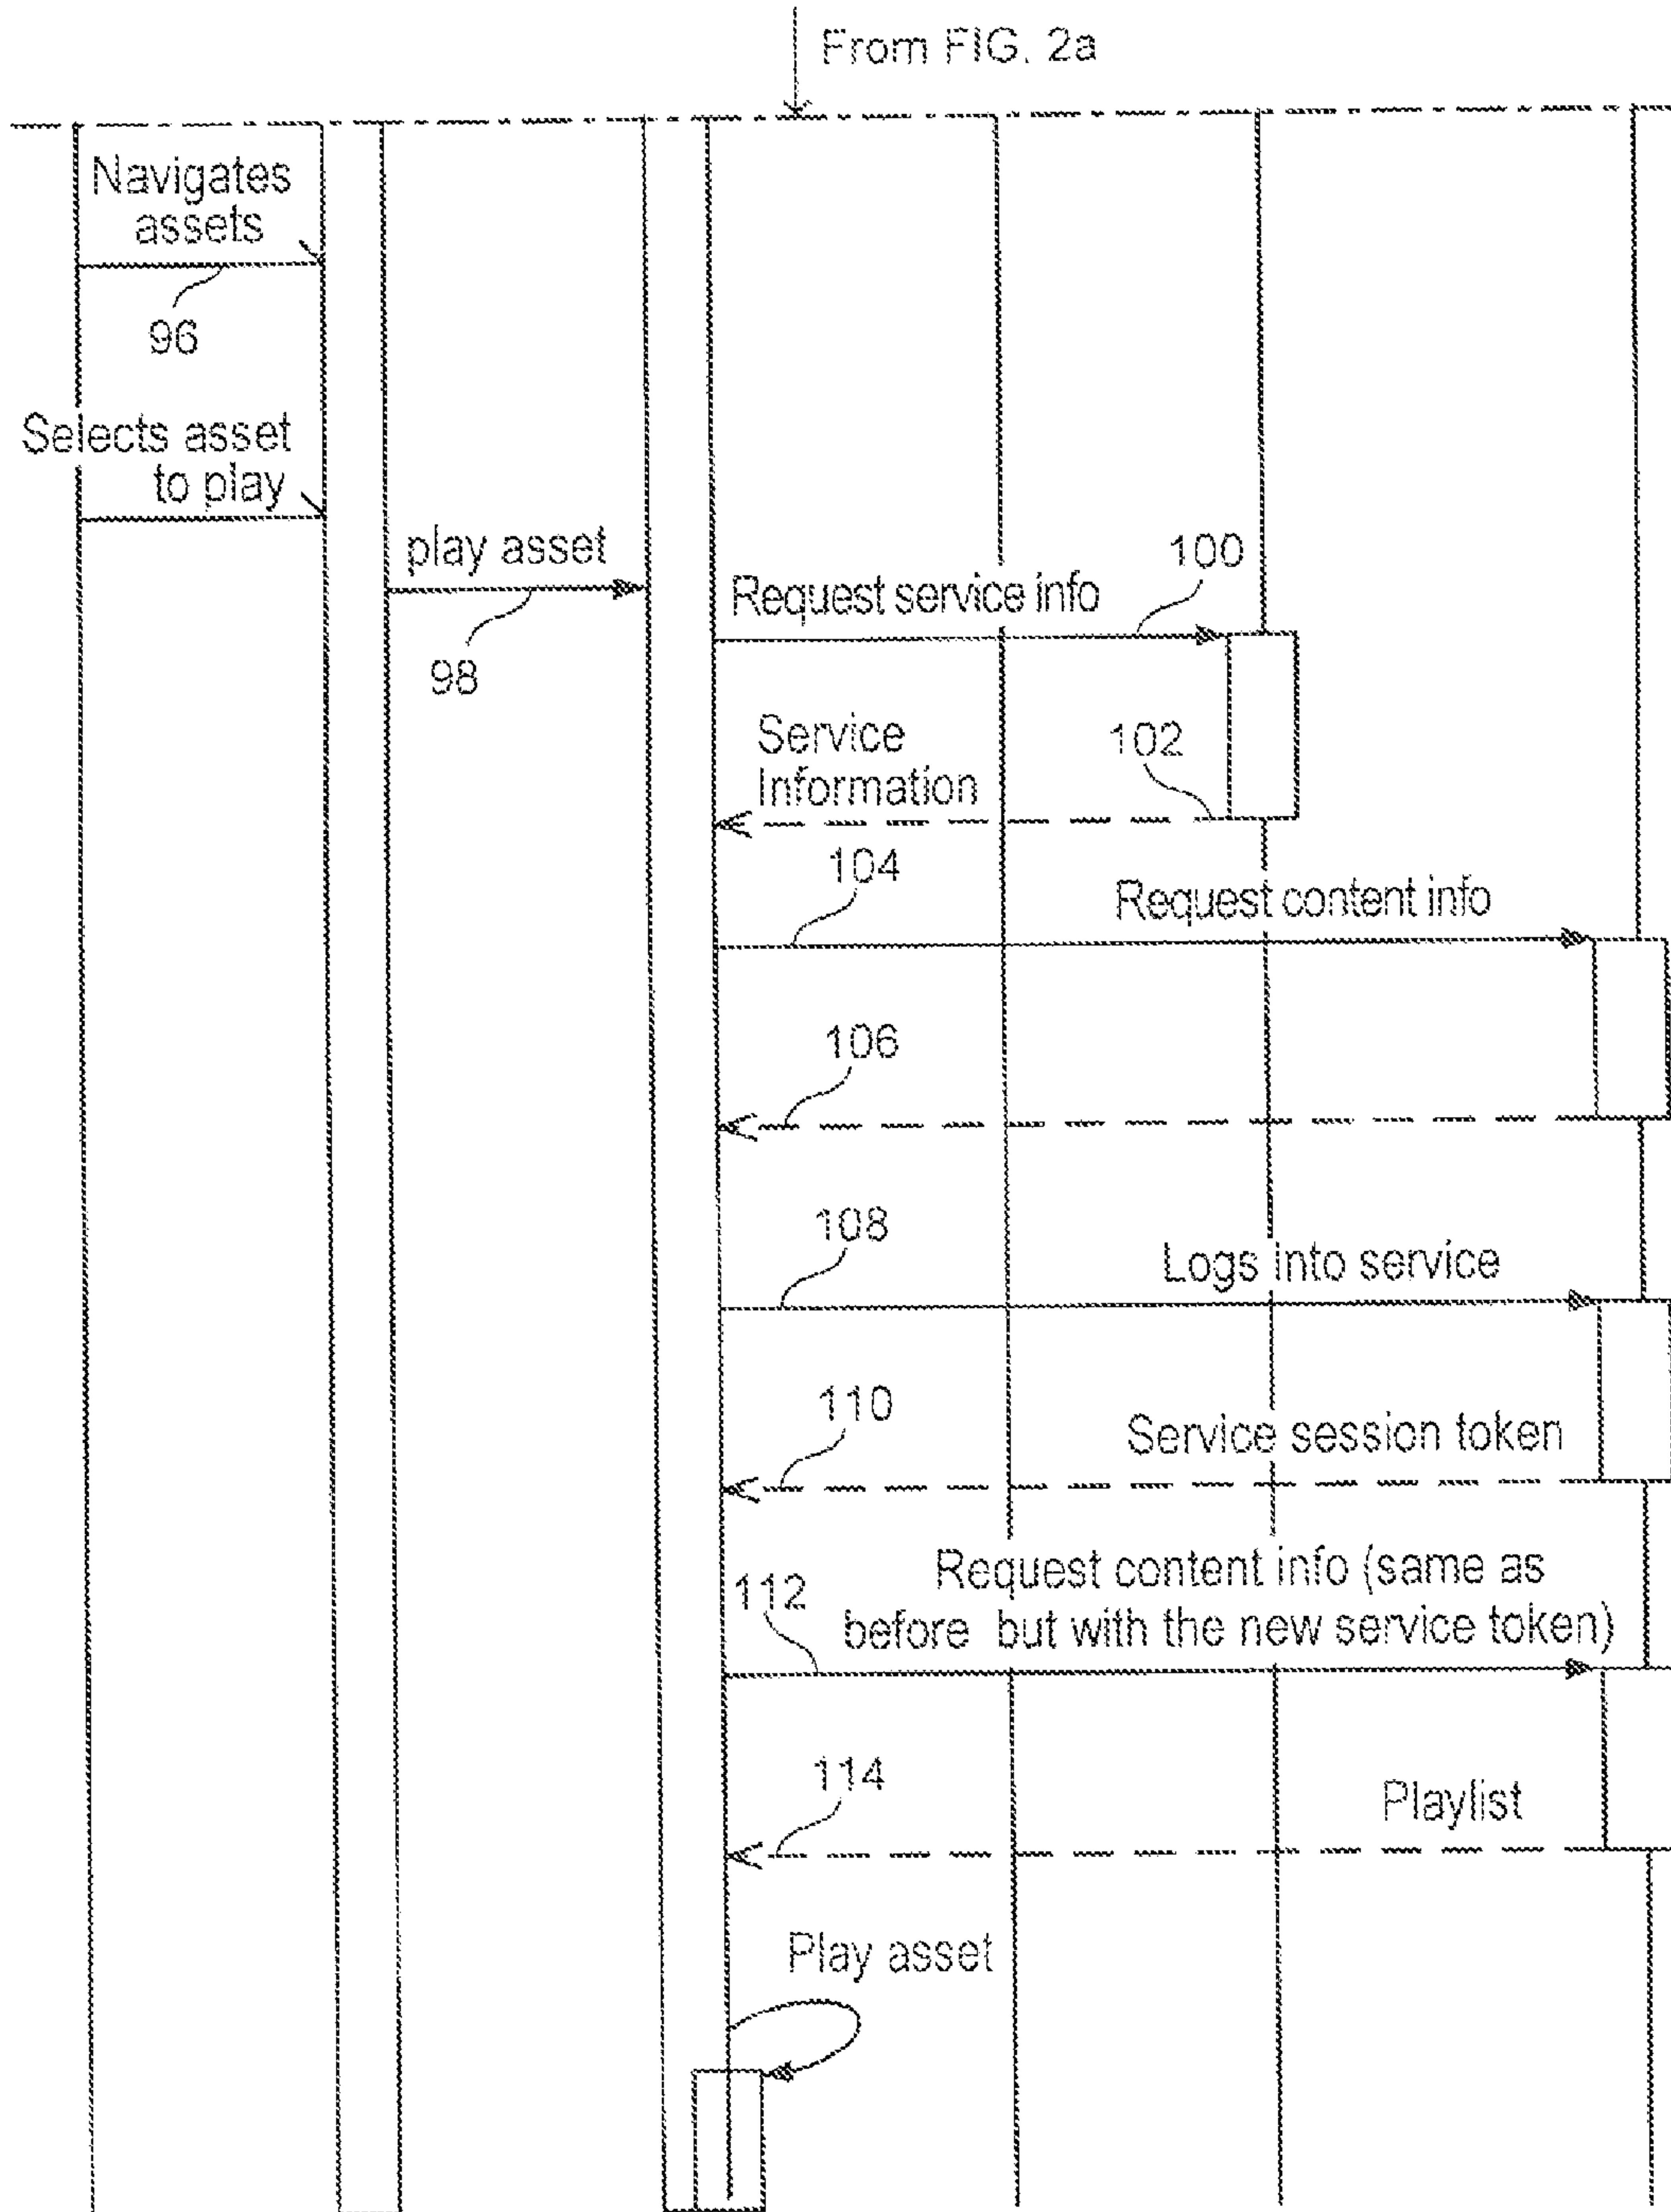 From FIG. 2a
Navigates
assets
96
Selects asset
to play
play asset
98
Request service info
100
Service
Information
102
104
Request content info
106
108
Logs into service
110
Service session token
112
Request content info (same as
before but with the new service token)
114
Playlist
Play asset